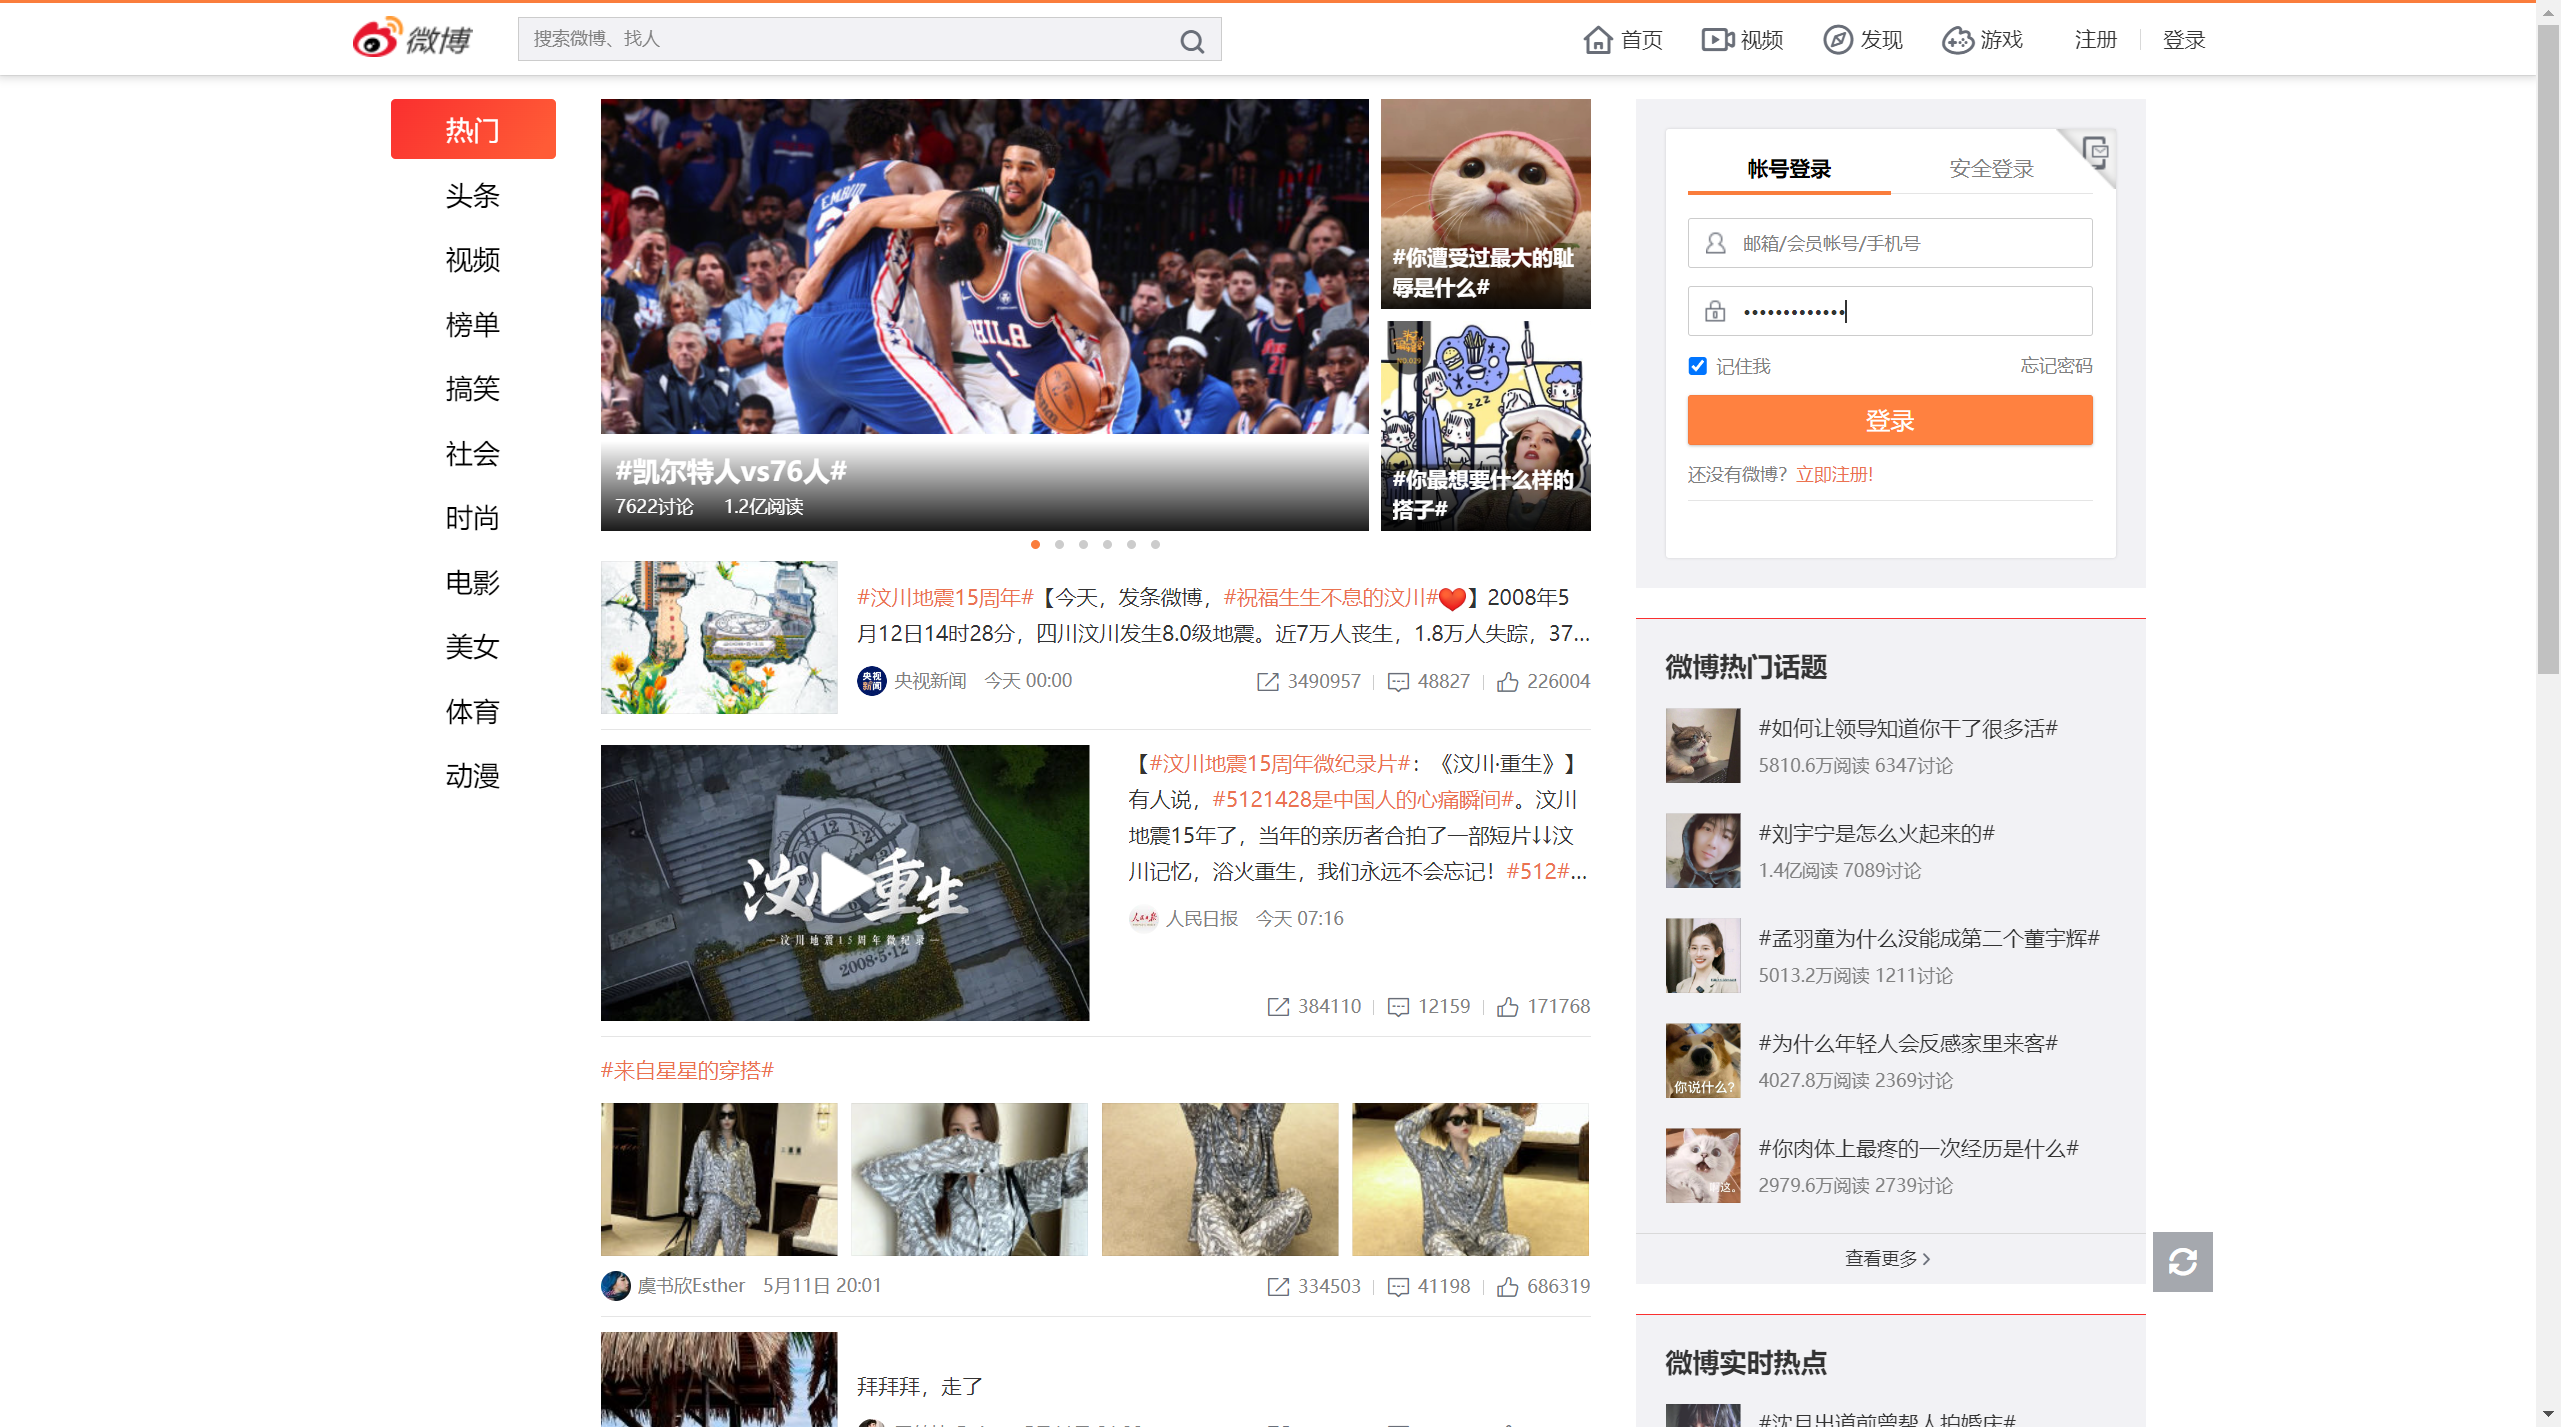 微博
搜索微博、找人
首页
视频
发现
游戏
注册
登录
热门
头条
视频
榜单
搞笑
社会
时尚
电影
美女
体育
动漫
#凯尔特人vs76人#
7622讨论 1.2亿阅读
#你遭受过最大的耻
辱是什么#
#你最想要什么样的
搭子#
#汶川地震15周年#【今天，发条微博，#祝福生生不息的汶川#❤】2008年5
月12日14时28分，四川汶川发生8.0级地震。近7万人丧生，1.8万人失踪，37...
央视新闻 今天 00:00
3490957 48827 226004
汶川重生
汶川地震15周年微纪录
2008·5·12
【#汶川地震15周年微纪录片#：《汶川·重生》】
有人说，#5121428是中国人的心痛瞬间#。汶川
地震15年了，当年的亲历者合拍了一部短片↓↓汶
川记忆，浴火重生，我们永远不会忘记！#512#...
人民日报 今天 07:16
384110 12159 171768
#来自星星的穿搭#
虞书欣Esther 5月11日 20:01
334503 41198 686319
拜拜拜，走了
帐号登录
安全登录
邮箱/会员帐号/手机号
•••••••••••••
记住我
忘记密码
登录
还没有微博？立即注册!
微博热门话题
#如何让领导知道你干了很多活#
5810.6万阅读 6347讨论
#刘宇宁是怎么火起来的#
1.4亿阅读 7089讨论
#孟羽童为什么没能成第二个董宇辉#
5013.2万阅读 1211讨论
#为什么年轻人会反感家里来客#
4027.8万阅读 2369讨论
你说什么?
#你肉体上最疼的一次经历是什么#
2979.6万阅读 2739讨论
啊这。
查看更多
微博实时热点
#沈月出道前曾帮人拍婚庆#